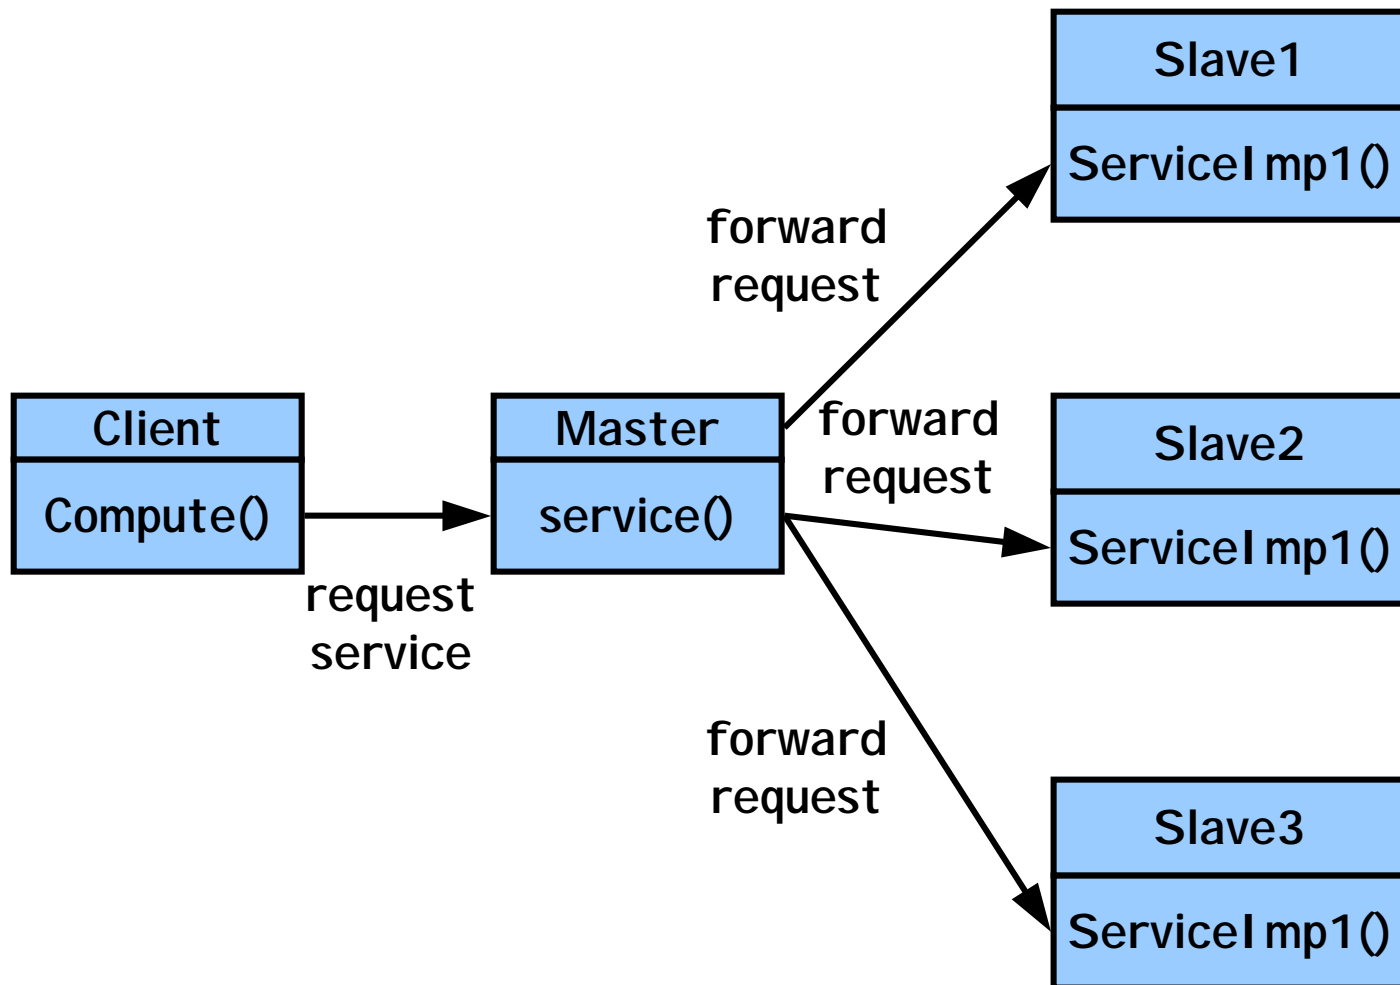 Slave1
ServiceImp1()
forward
request
Client
Compute()
request
service
Master
service()
forward
request
Slave2
ServiceImp1()
forward
request
Slave3
ServiceImp1()